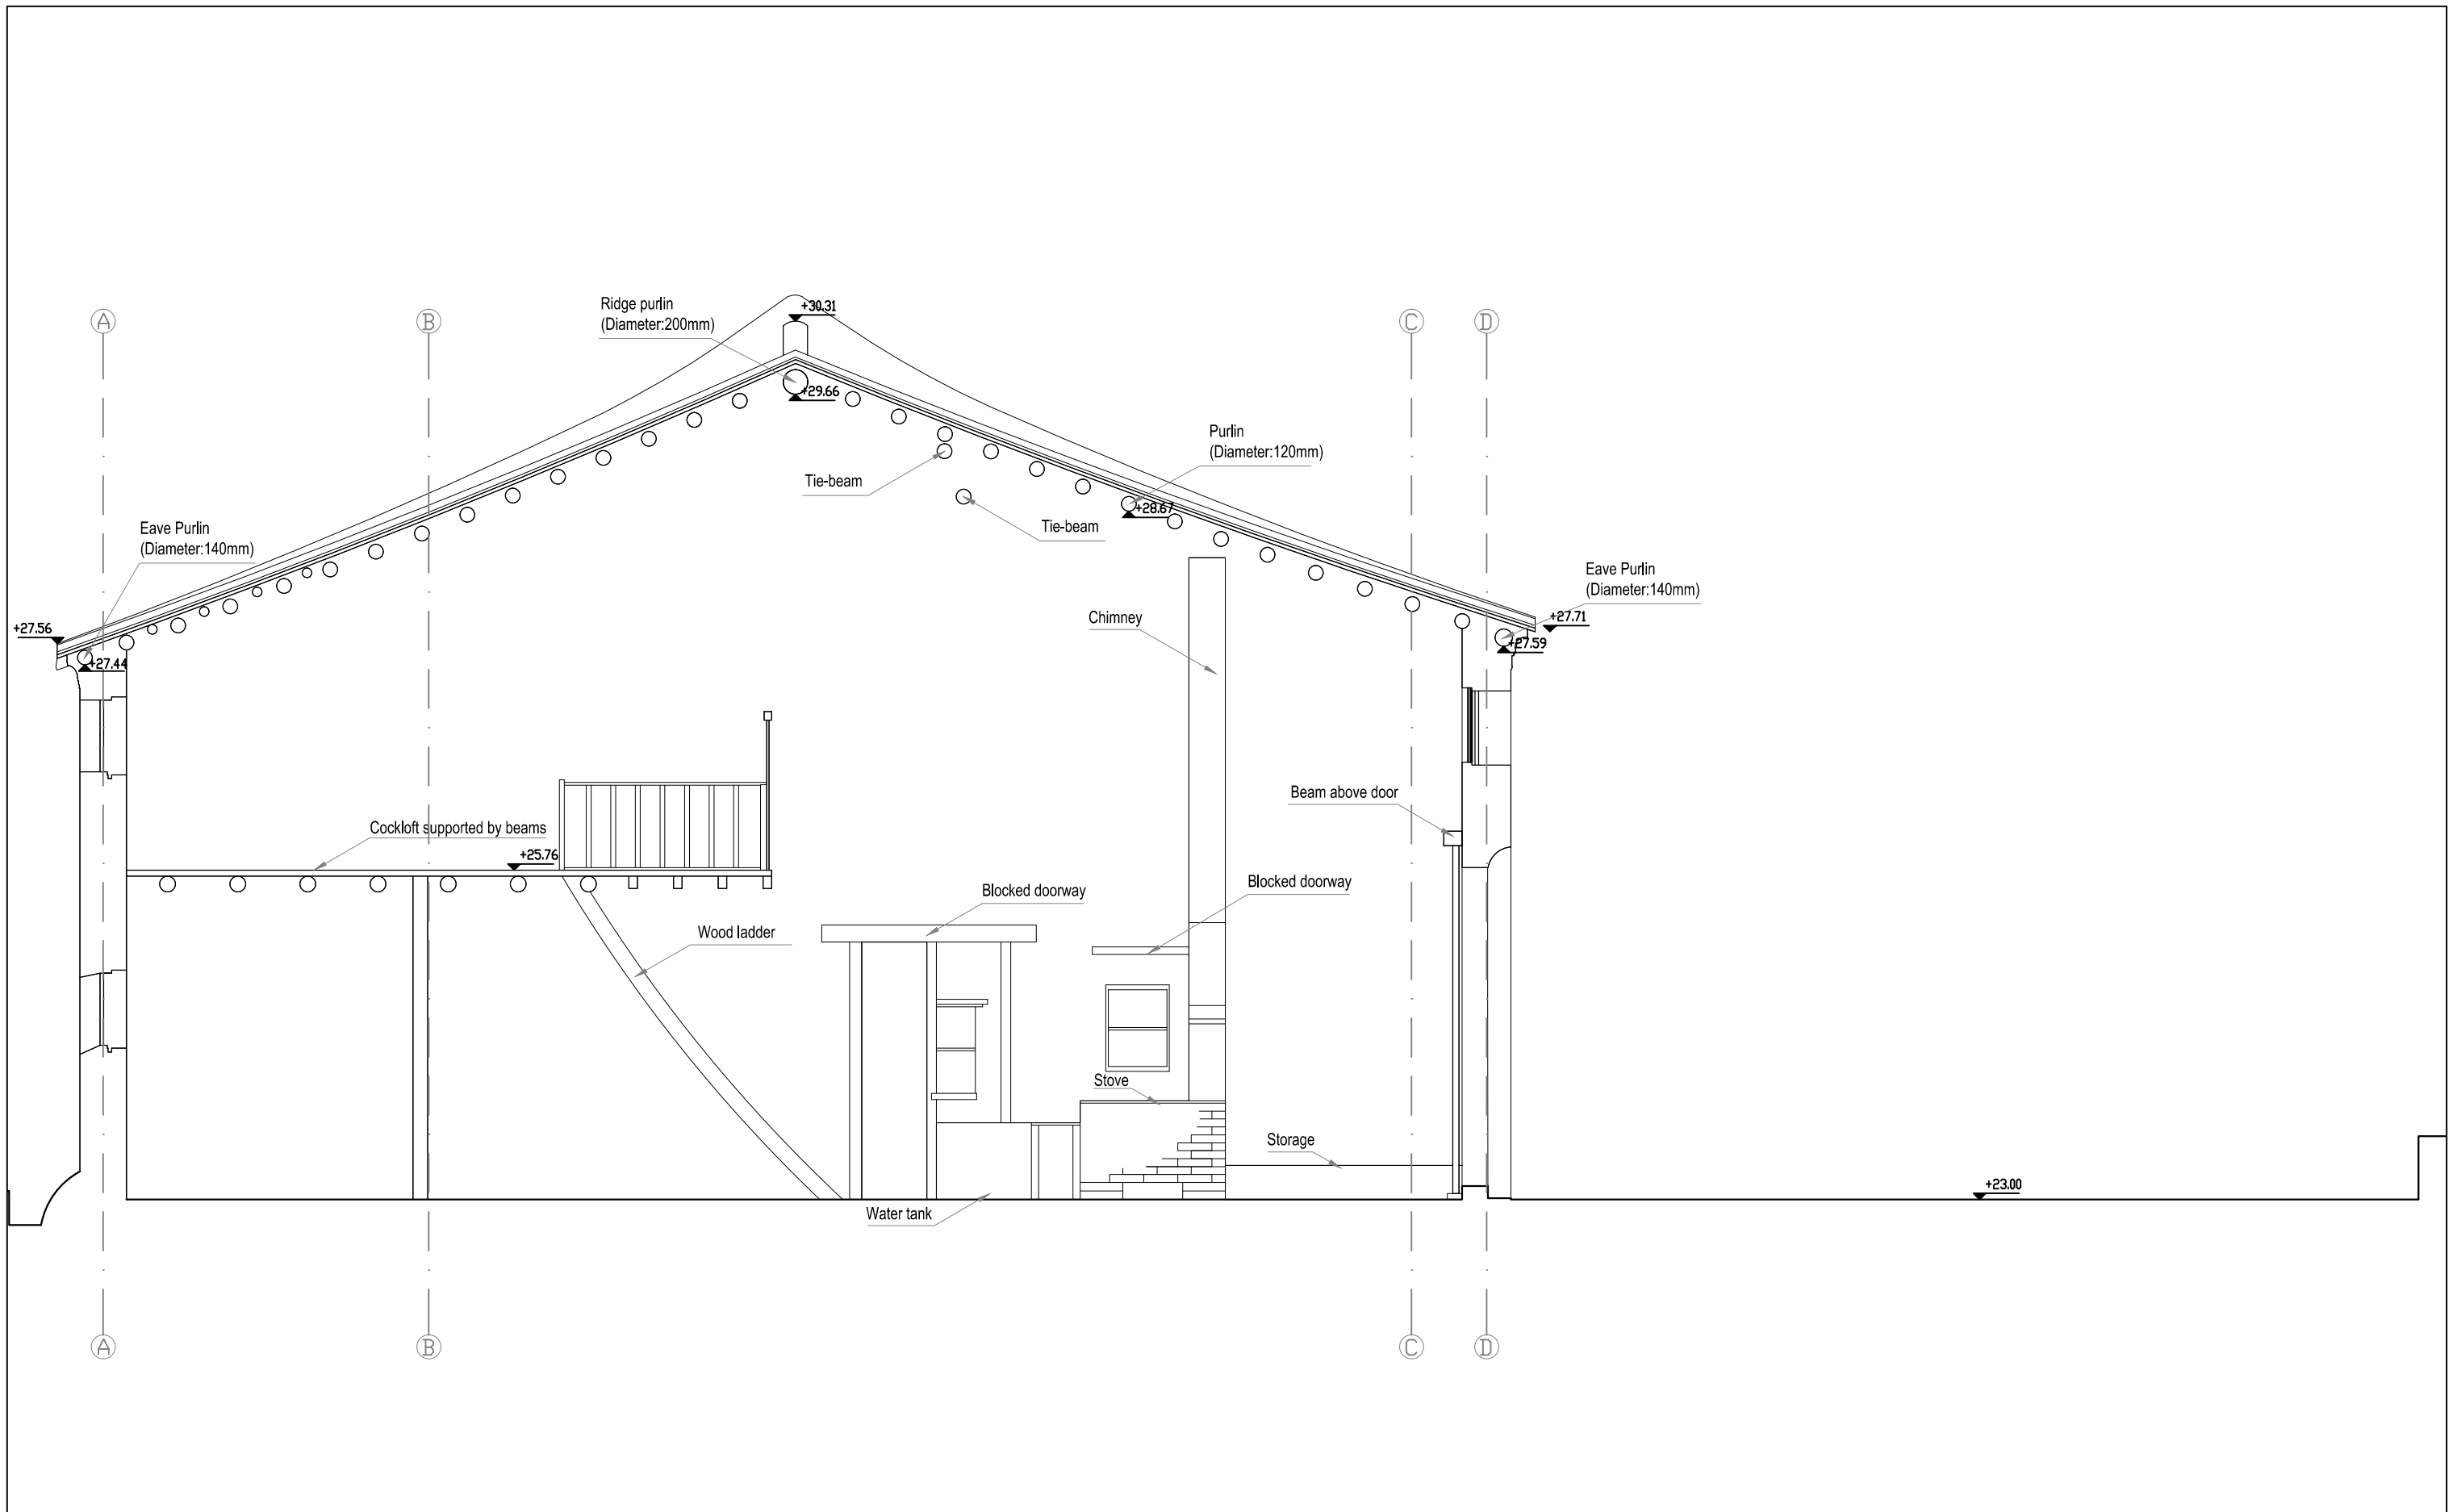 Ridge purlin
(Diameter:200mm)
+30.31
A
B
C
D
+29.66
Purlin
(Diameter:120mm)
Tie-beam
+28.67
Tie-beam
Eave Purlin
(Diameter:140mm)
Eave Purlin
(Diameter:140mm)
+27.56
+27.71
Chimney
+27.44
+27.59
Beam above door
Cockloft supported by beams
+25.76
Blocked doorway
Blocked doorway
Wood ladder
Stove
Storage
+23.00
Water tank
A
B
C
D